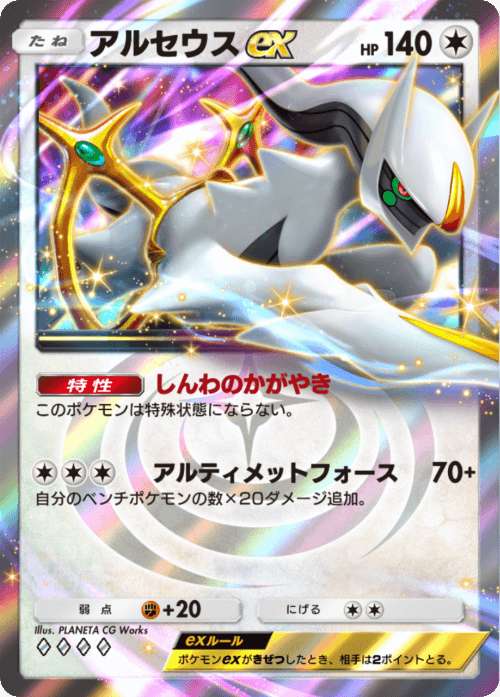 たね アルセウスex HP 140
特性 しんわのかがやき
このポケモンは特殊状態にならない。
アルティメットフォース 70+
自分のベンチポケモンの数×20ダメージ追加。
弱点 +20 にげる
Illus. PLANETA CG Works
exルール
ポケモンexがきぜつしたとき、相手は2ポイントとる。